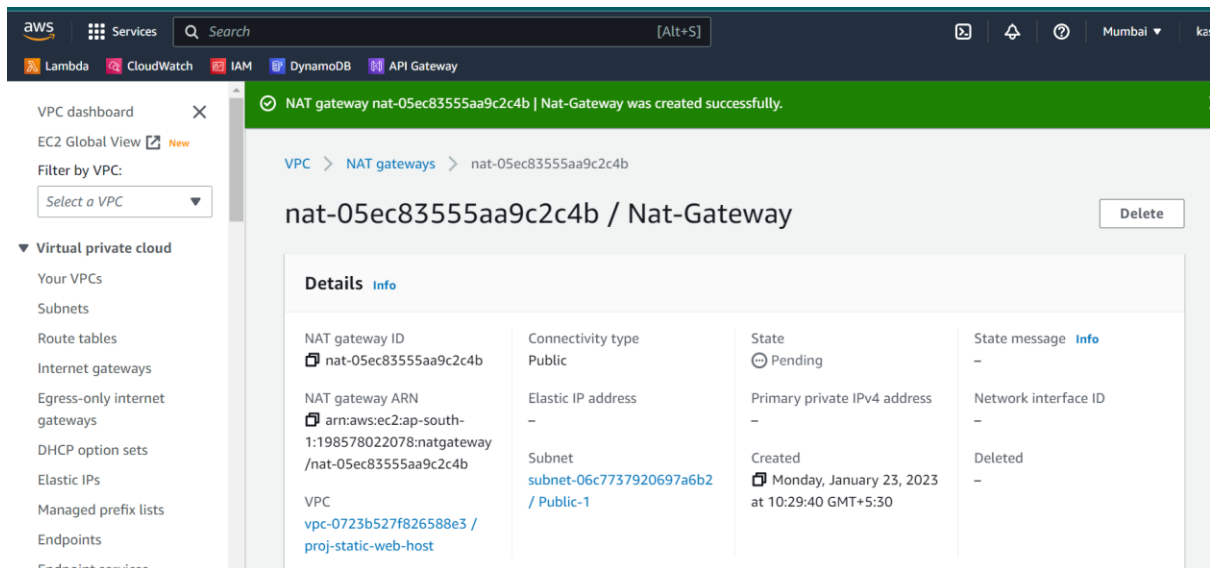 aws
Services
Search
[Alt+S]
Mumbai
Lambda
CloudWatch
IAM
DynamoDB
API Gateway
VPC dashboard
EC2 Global View New
Filter by VPC:
Select a VPC
Virtual private cloud
Your VPCs
Subnets
Route tables
Internet gateways
Egress-only internet
gateways
DHCP option sets
Elastic IPs
Managed prefix lists
Endpoints
NAT gateway nat-05ec83555aa9c2c4b | Nat-Gateway was created successfully.
VPC > NAT gateways > nat-05ec83555aa9c2c4b
nat-05ec83555aa9c2c4b / Nat-Gateway
Delete
Details Info
NAT gateway ID
nat-05ec83555aa9c2c4b
NAT gateway ARN
arn:aws:ec2:ap-south-
1:198578022078:natgateway
/nat-05ec83555aa9c2c4b
VPC
vpc-0723b527f826588e3 /
proj-static-web-host
Connectivity type
Public
Elastic IP address
–
Subnet
subnet-06c7737920697a6b2
/ Public-1
State
Pending
Primary private IPv4 address
–
Created
Monday, January 23, 2023
at 10:29:40 GMT+5:30
State message Info
–
Network interface ID
–
Deleted
–